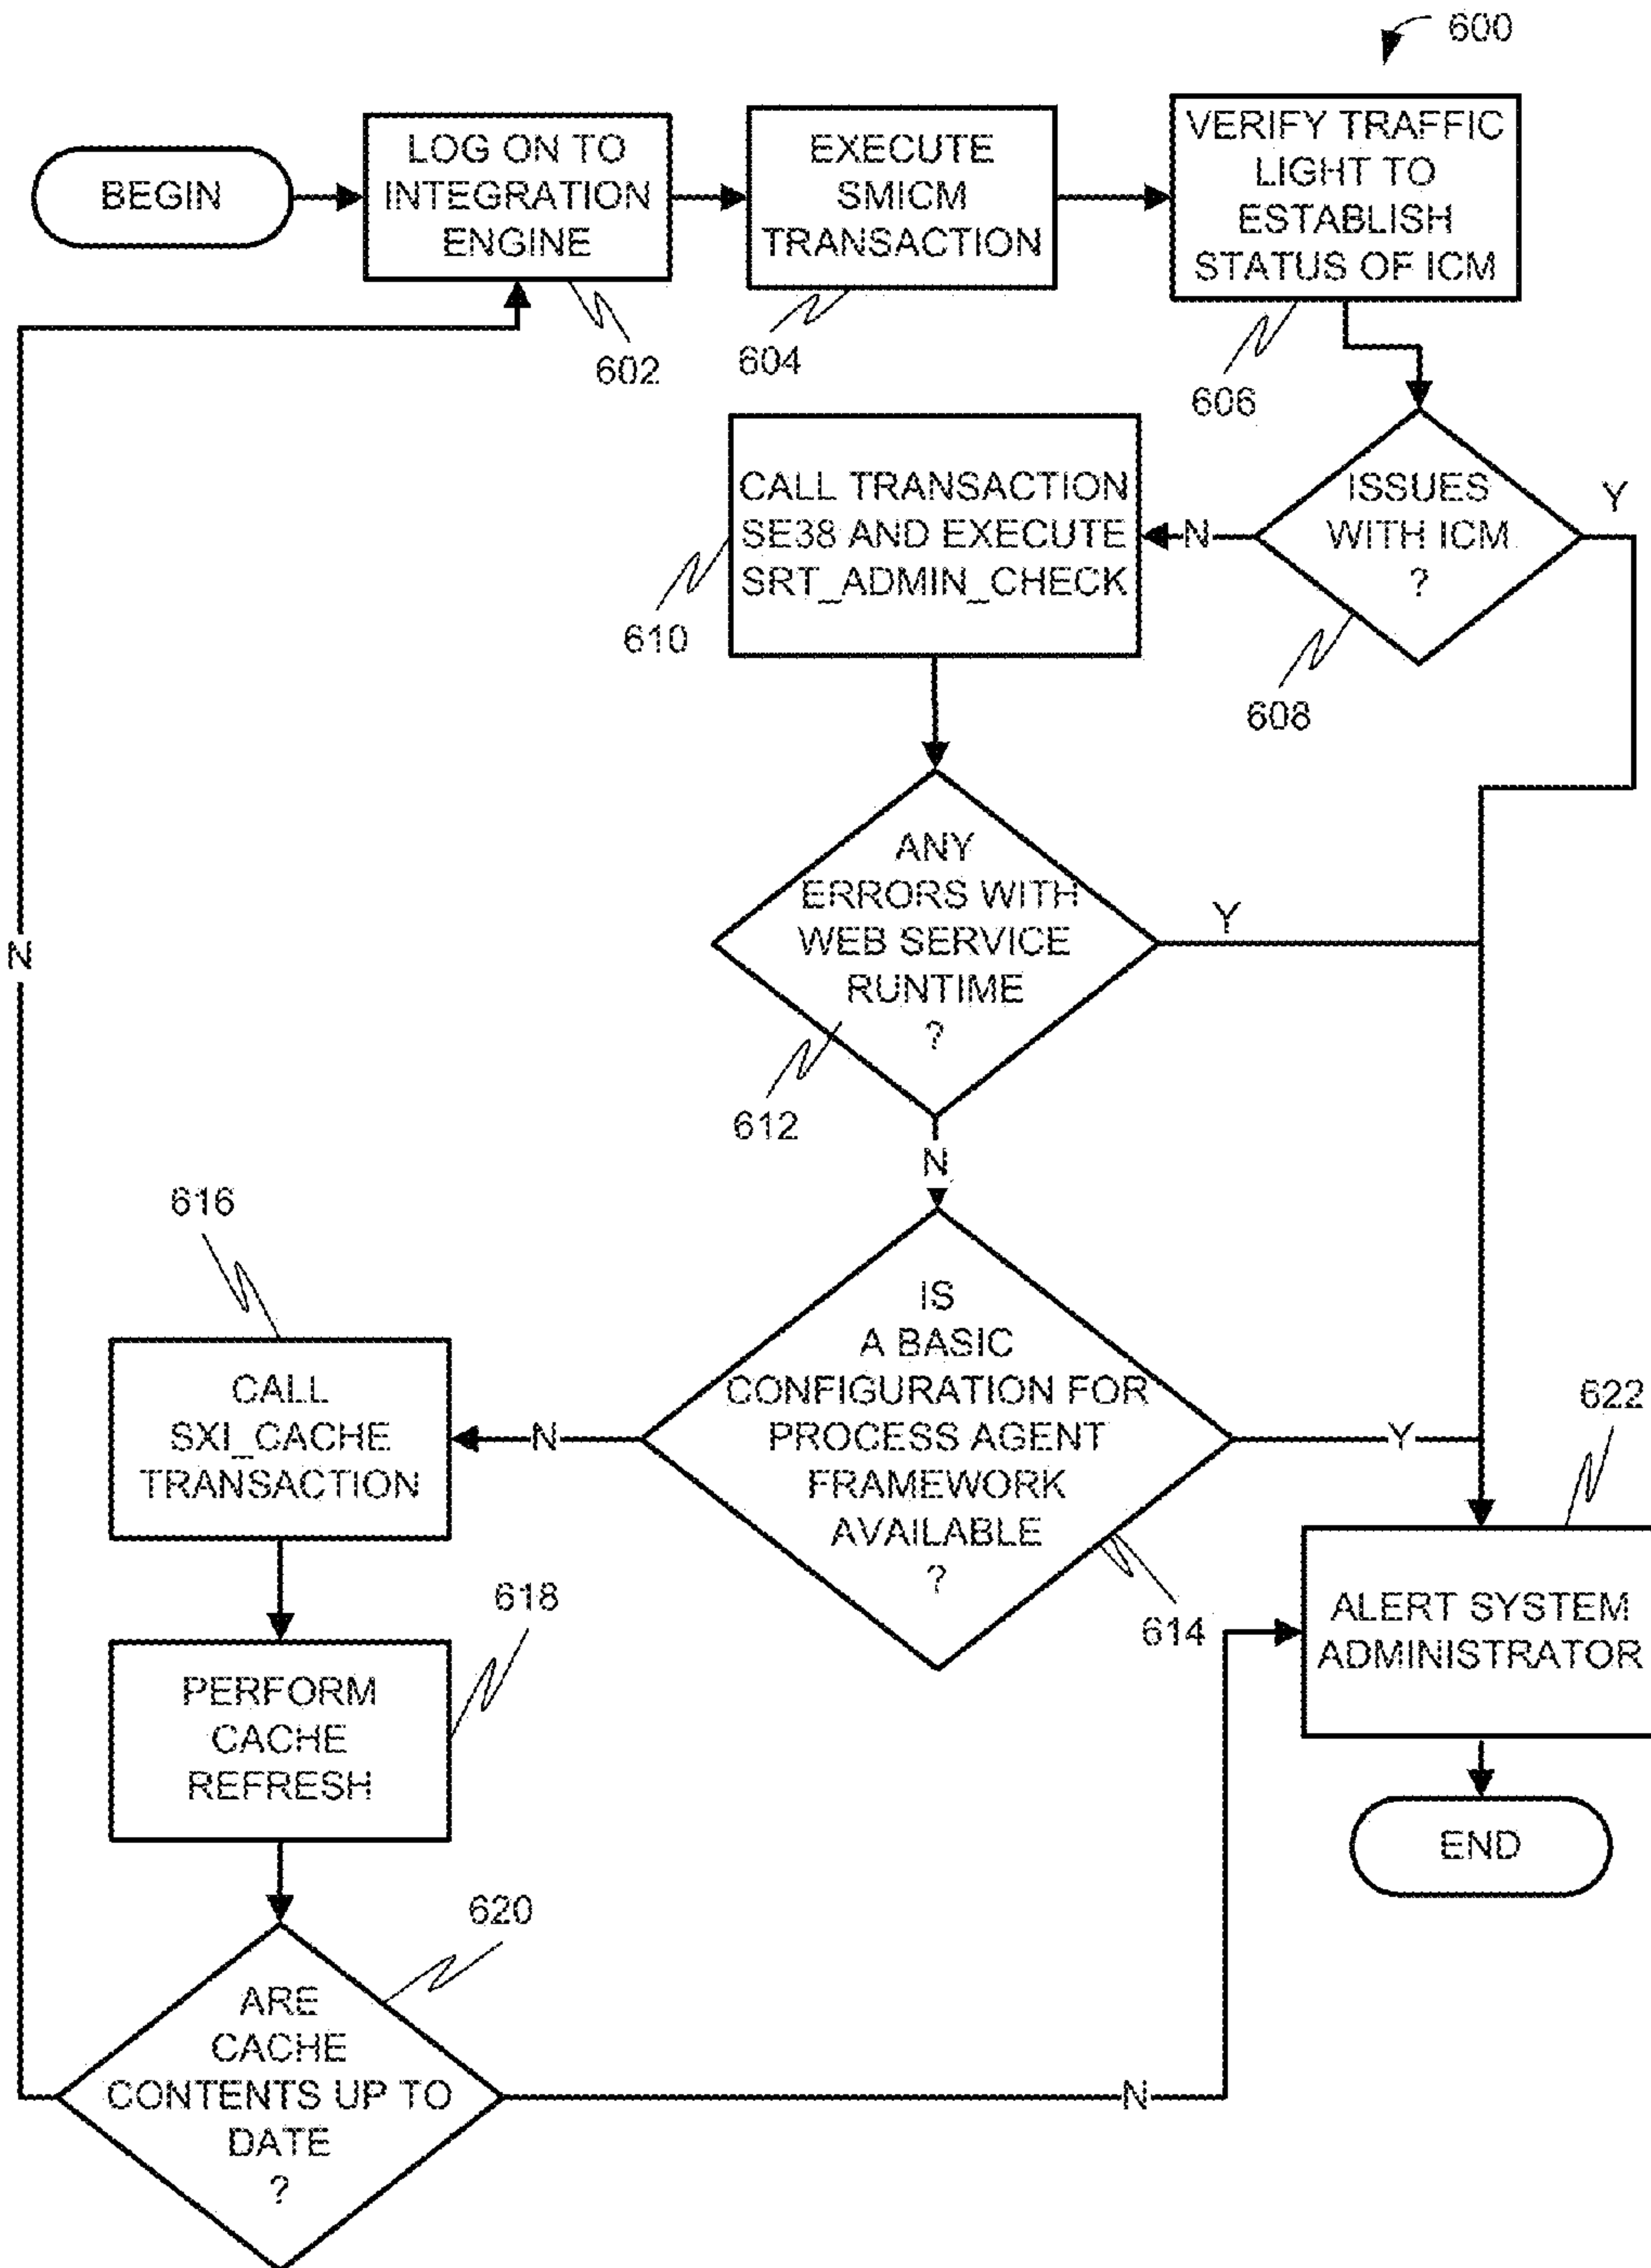 600
BEGIN
LOG ON TO
INTEGRATION
ENGINE
602
EXECUTE
SMICM
TRANSACTION
604
VERIFY TRAFFIC
LIGHT TO
ESTABLISH
STATUS OF ICM
606
ISSUES
WITH ICM
?
608
Y
N
CALL TRANSACTION
SE38 AND EXECUTE
SRT_ADMIN_CHECK
610
ANY
ERRORS WITH
WEB SERVICE
RUNTIME
?
612
Y
N
N
IS
A BASIC
CONFIGURATION FOR
PROCESS AGENT
FRAMEWORK
AVAILABLE
?
614
N
Y
616
CALL
SXI_CACHE
TRANSACTION
618
PERFORM
CACHE
REFRESH
622
ALERT SYSTEM
ADMINISTRATOR
END
620
ARE
CACHE
CONTENTS UP TO
DATE
?
N